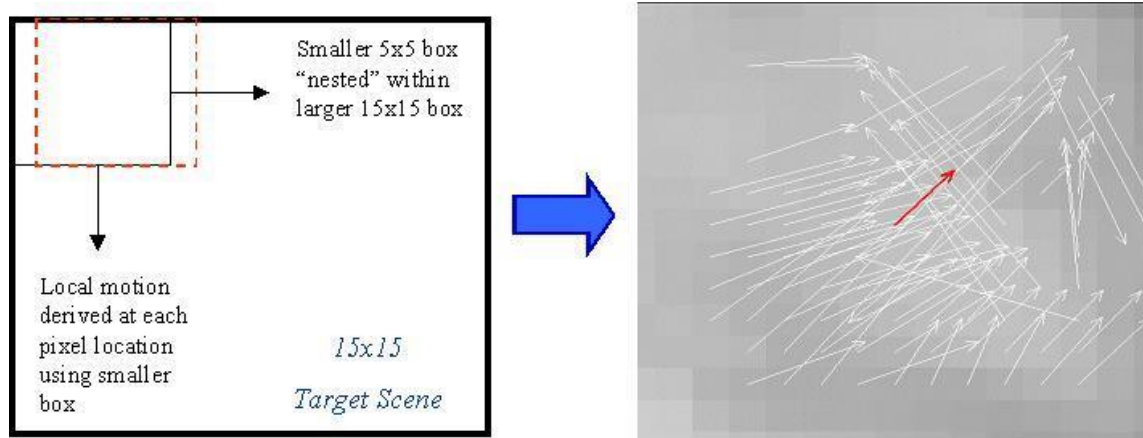 Smaller 5x5 box
“nested” within
larger 15x15 box
Local motion
derived at each
pixel location
using smaller
box
15x15
Target Scene